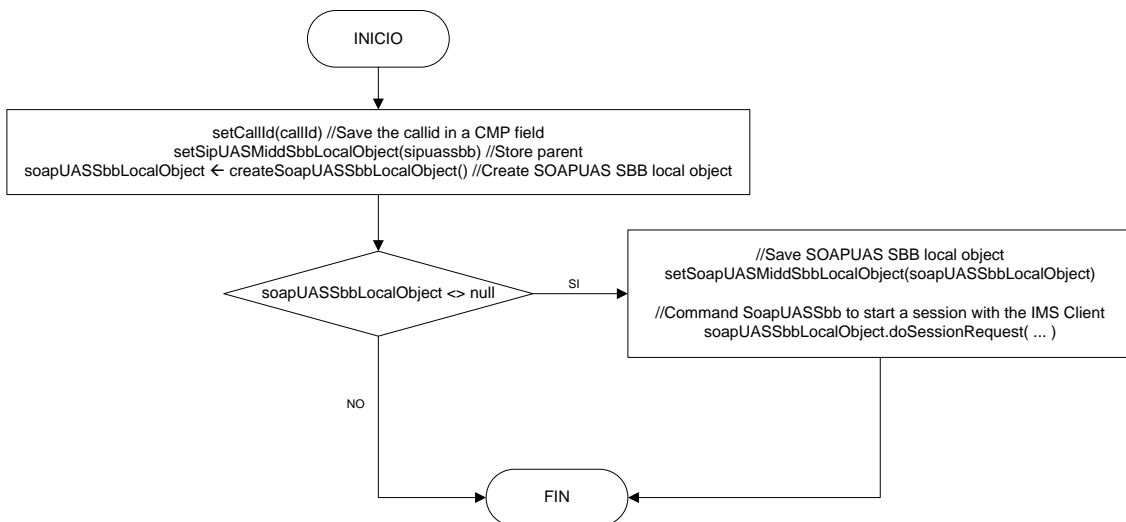 INICIO
setCallId(callId) //Save the callid in a CMP field
setSipUASMiddSbbLocalObject(sipuassbb) //Store parent
soapUASSbbLocalObject ← createSoapUASSbbLocalObject() //Create SOAPUAS SBB local object
soapUASSbbLocalObject <> null
SI
//Save SOAPUAS SBB local object
setSoapUASMiddSbbLocalObject(soapUASSbbLocalObject)
//Command SoapUASSbb to start a session with the IMS Client
soapUASSbbLocalObject.doSessionRequest( ... )
NO
FIN